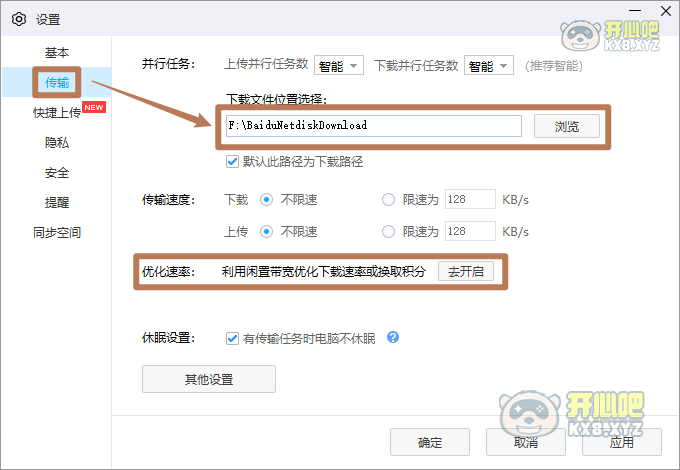 设置
开心吧
KX8.XYZ
基本
传输
快捷上传 NEW
隐私
安全
提醒
同步空间
并行任务: 上传并行任务数 智能 下载并行任务数 智能 (推荐智能)
下载文件位置选择:
F:\BaiduNetdiskDownload 浏览
默认此路径为下载路径
传输速度: 下载 不限速 限速为 128 KB/s
上传 不限速 限速为 128 KB/s
优化速率: 利用闲置带宽优化下载速率或换取积分 去开启
休眠设置: 有传输任务时电脑不休眠 ?
其他设置
开心吧
KX8.XYZ
确定 取消 应用